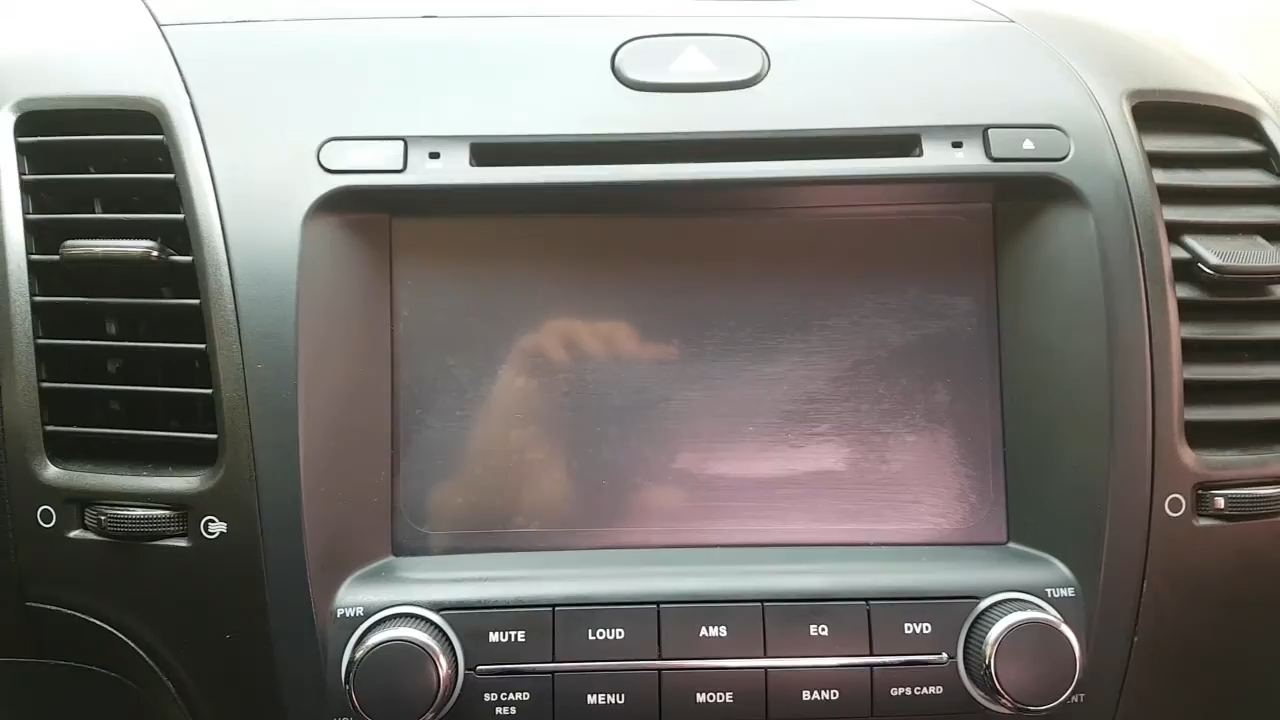 PWR
TUNE
MUTE
LOUD
AMS
EQ
DVD
SD CARD
RES
MENU
MODE
BAND
GPS CARD